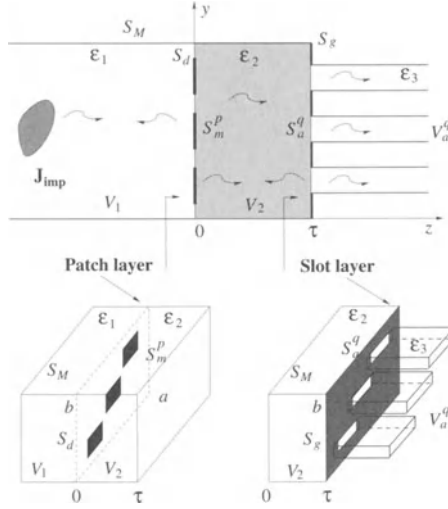 y
S_M
S_d
S_g
ε_1
ε_2
ε_3
S_m^p
S_a^q
V_a^q
J_imp
V_1
V_2
0
τ
z
Patch layer
Slot layer
ε_1
ε_2
S_M
S_m^p
b
a
S_d
V_1
V_2
0
τ
ε_2
S_a^q
ε_3
S_M
b
V_a^q
S_g
V_2
0
τ